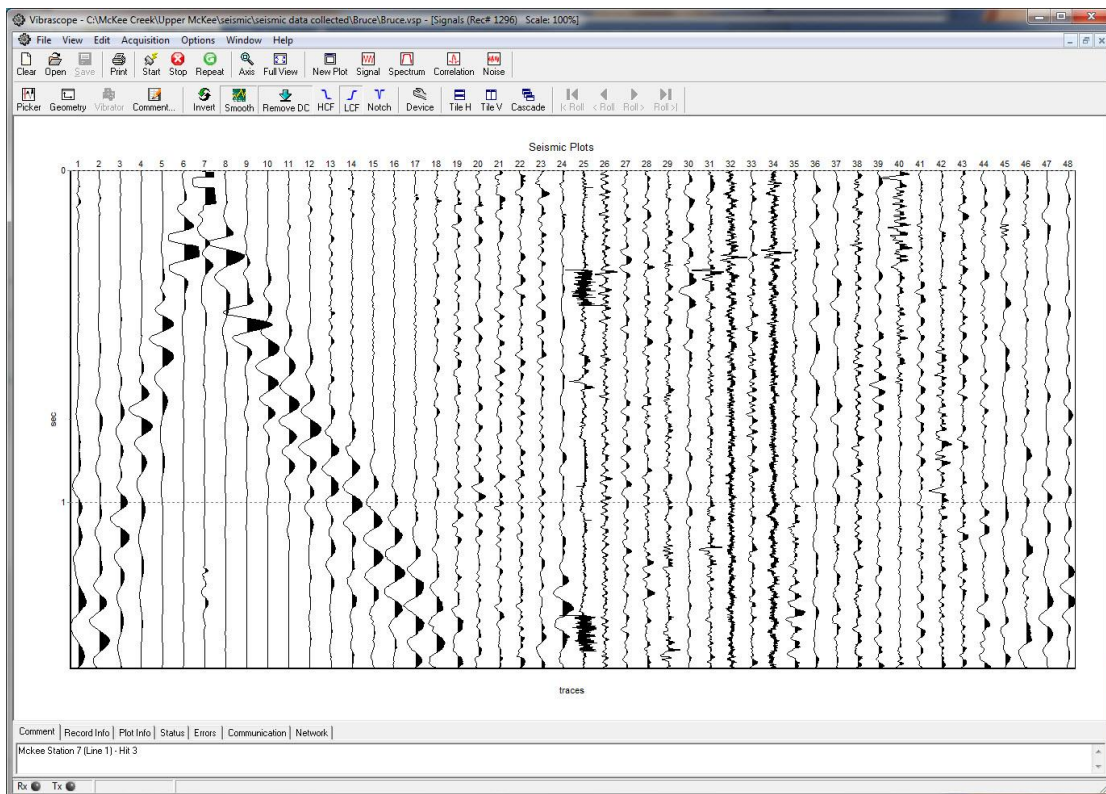 Vibrascope - C:\McKee Creek\Upper McKee\seismic\seismic data collected\Bruce\Bruce.vsp - [Signals (Rec# 1296)  Scale: 100%]
File View Edit Acquisition Options Window Help
Clear Open Save Print Start Stop Repeat Axis Full View New Plot Signal Spectrum Correlation Noise
Picker Geometry Vibrator Comment... Invert Smooth Remove DC HCF LCF Notch Device Tile H Tile V Cascade |< Roll < Roll Roll > Roll >|
Seismic Plots
1 2 3 4 5 6 7 8 9 10 11 12 13 14 15 16 17 18 19 20 21 22 23 24 25 26 27 28 29 30 31 32 33 34 35 36 37 38 39 40 41 42 43 44 45 46 47 48
0
sec
1
traces
Comment Record Info Plot Info Status Errors Communication Network
Mckee Station 7 (Line 1) - Hit 3
Rx Tx